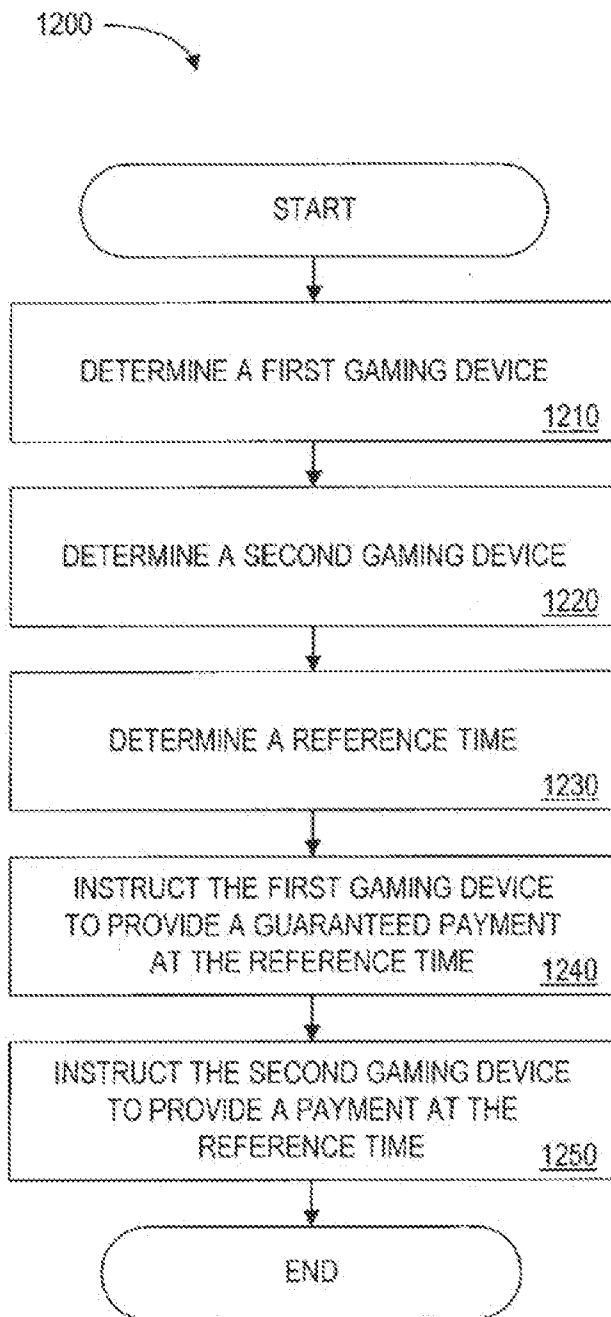 1200
START
DETERMINE A FIRST GAMING DEVICE
1210
DETERMINE A SECOND GAMING DEVICE
1220
DETERMINE A REFERENCE TIME
1230
INSTRUCT THE FIRST GAMING DEVICE
TO PROVIDE A GUARANTEED PAYMENT
AT THE REFERENCE TIME
1240
INSTRUCT THE SECOND GAMING DEVICE
TO PROVIDE A PAYMENT AT THE
REFERENCE TIME
1250
END